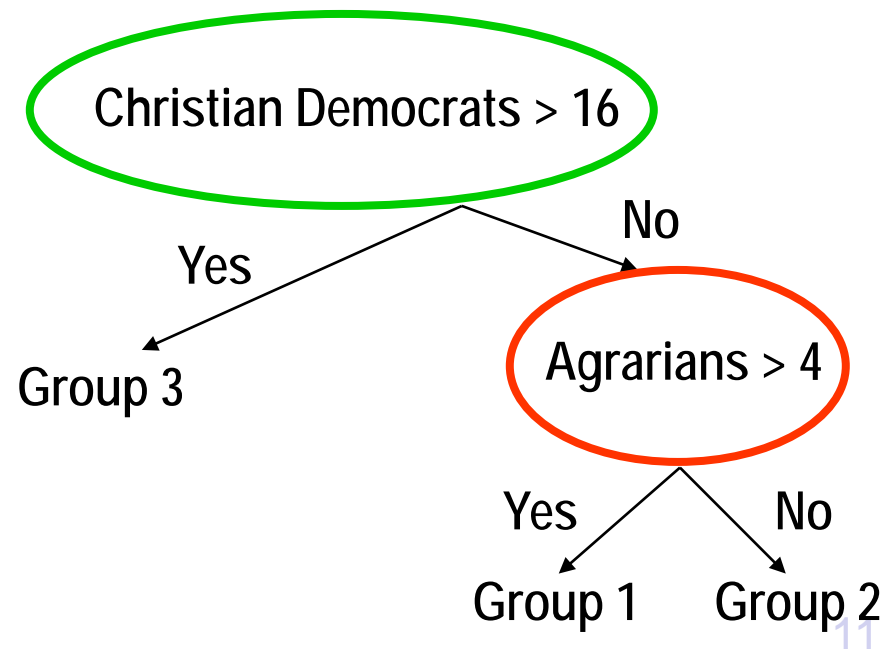 Christian Democrats > 16
No
Yes
Agrarians > 4
Group 3
Yes
No
Group 1
Group 2
11